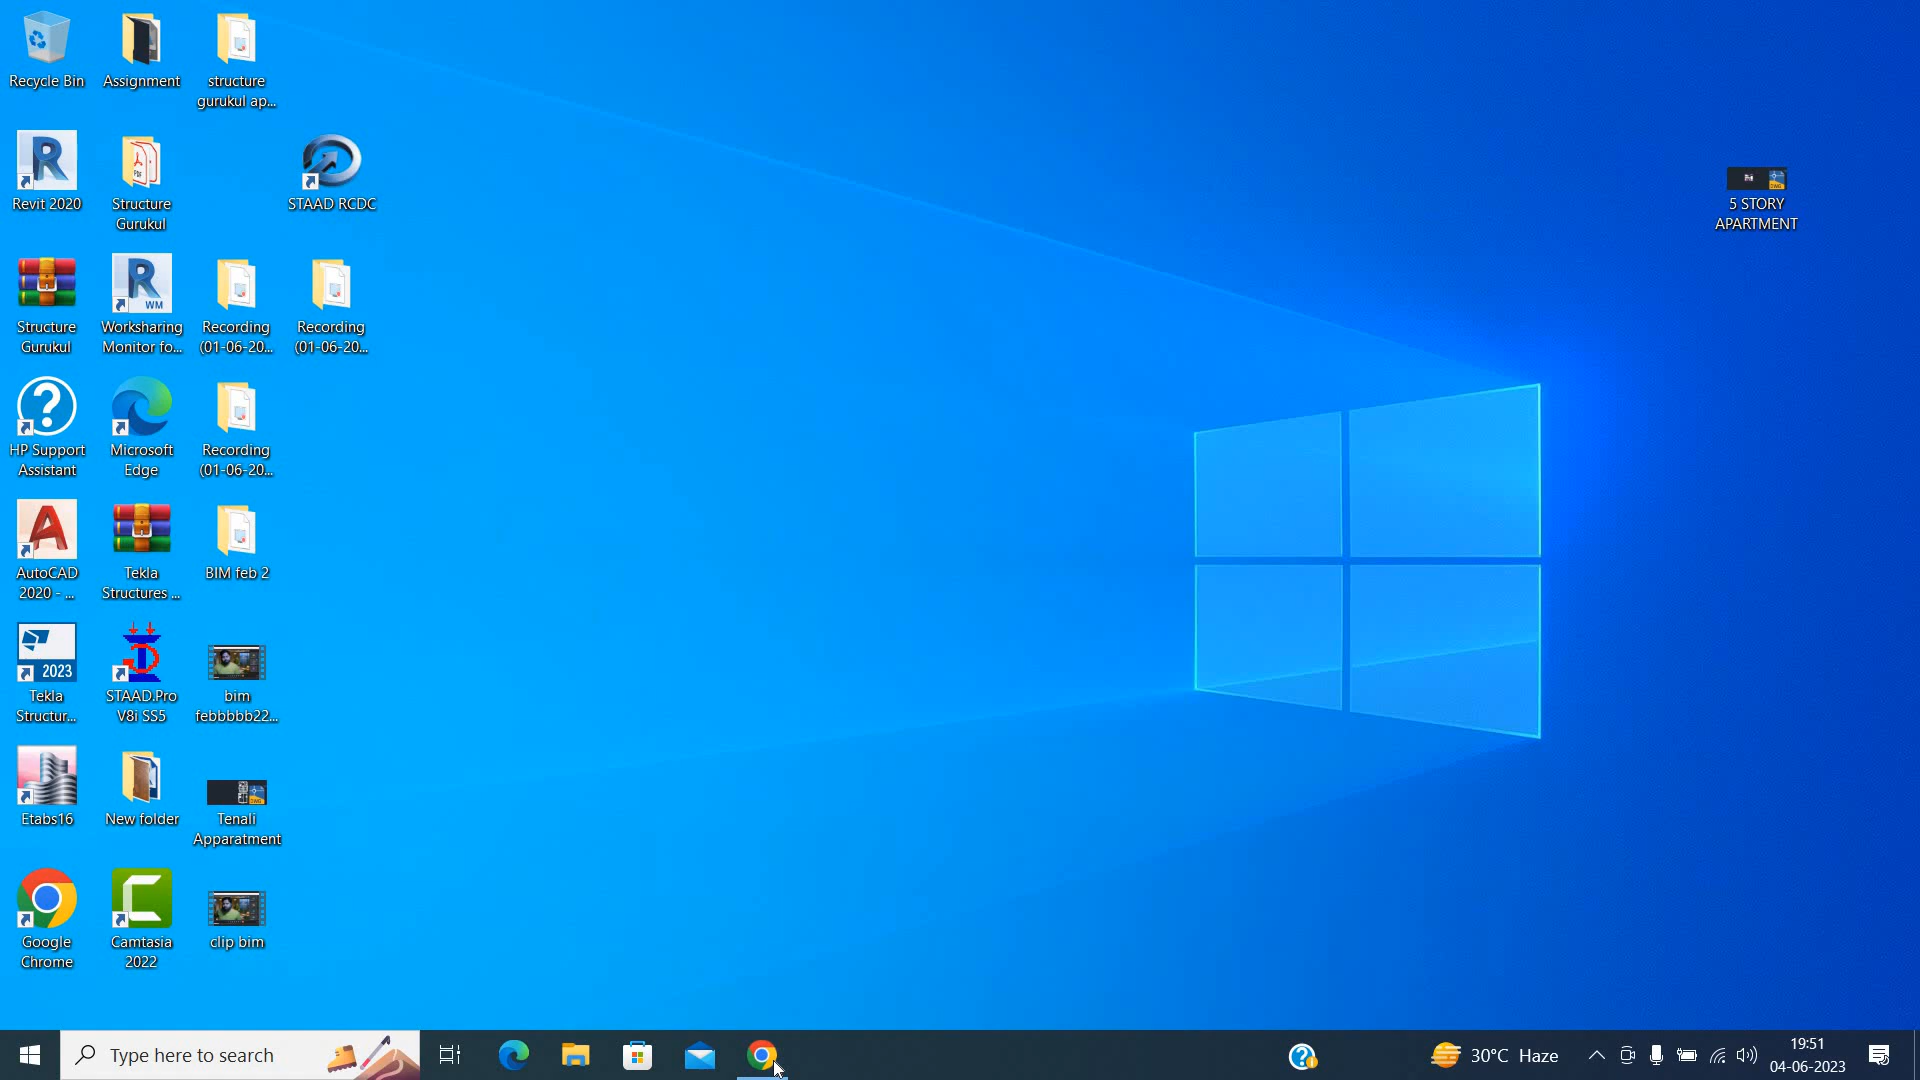 Recycle Bin
Assignment
structure
gurukul ap...
Revit 2020
Structure
Gurukul
STAAD RCDC
5 STORY
APARTMENT
Structure
Gurukul
WM
Worksharing
Monitor fo...
Recording
(01-06-20...
Recording
(01-06-20...
HP Support
Assistant
Microsoft
Edge
Recording
(01-06-20...
AutoCAD
2020 - ...
Tekla
Structures ...
BIM feb 2
2023
Tekla
Structur...
STAAD.Pro
V8i SS5
bim
febbbbb22...
Etabs16
New folder
Tenali
Apparatment
Google
Chrome
Camtasia
2022
clip bim
Type here to search
30°C Haze
19:51
04-06-2023